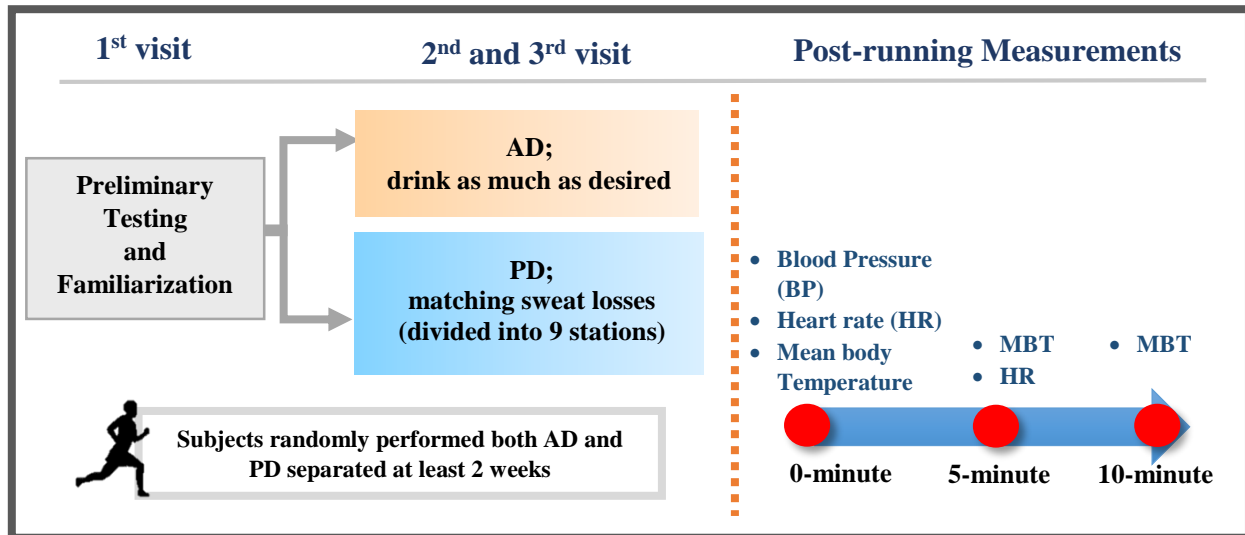 1st visit
2nd and 3rd visit
Post-running Measurements
Preliminary
Testing
and
Familiarization
AD;
drink as much as desired
PD;
matching sweat losses
(divided into 9 stations)
Subjects randomly performed both AD and
PD separated at least 2 weeks
• Blood Pressure
(BP)
• Heart rate (HR)
• Mean body
Temperature
• MBT
• HR
• MBT
0-minute
5-minute
10-minute